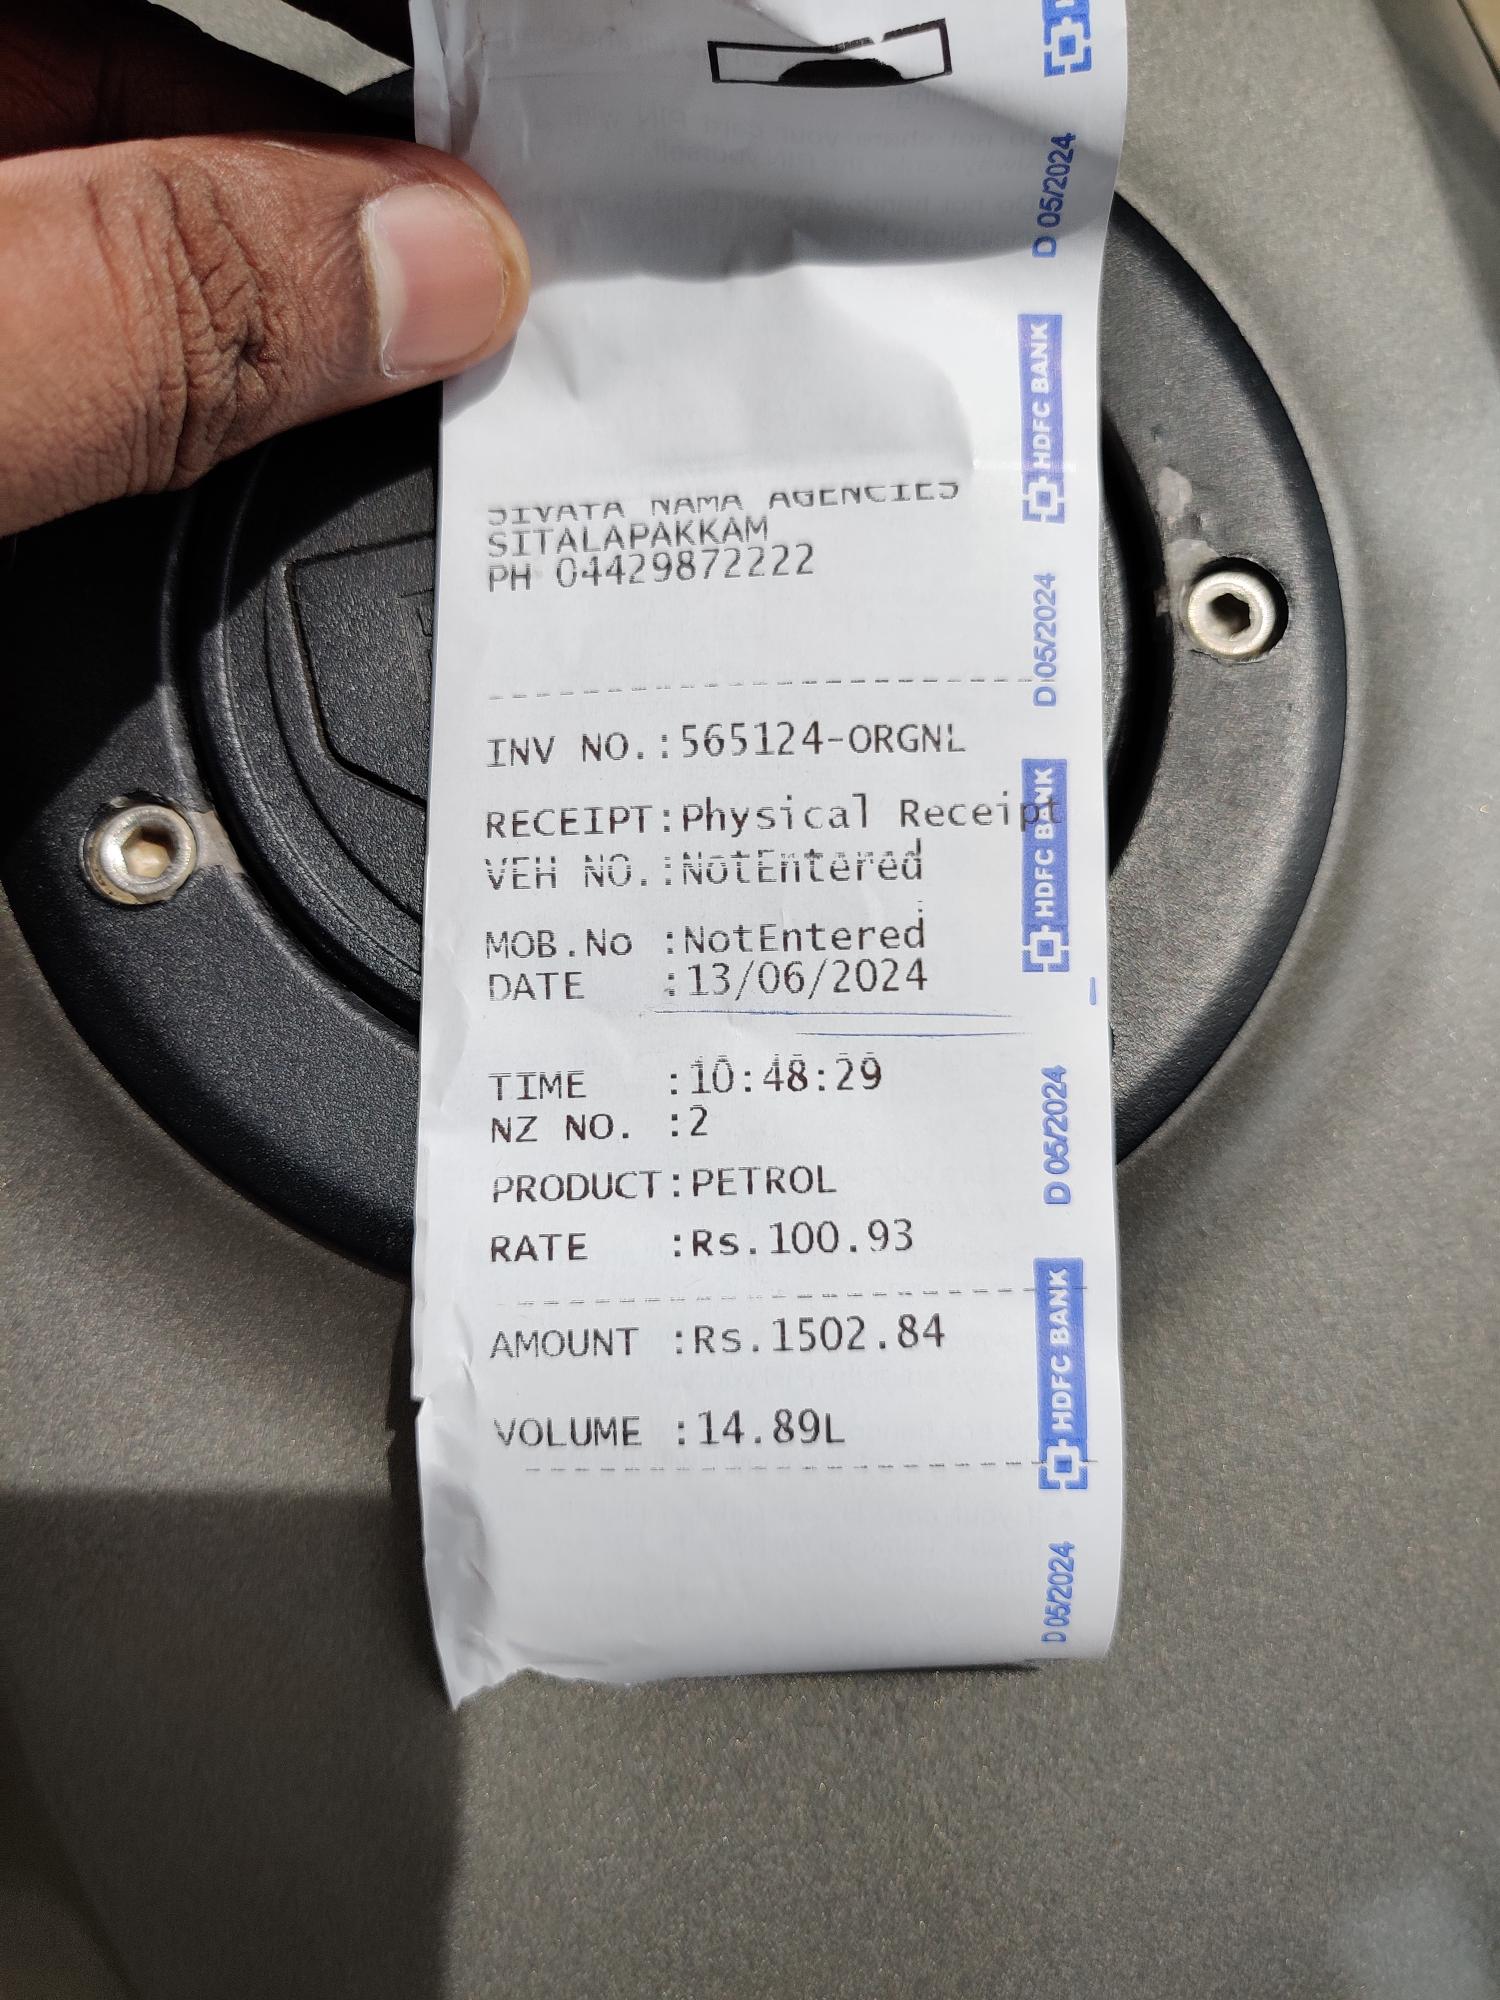 NAMA AGENCIES
SITALAPAKKAM
PH 04429872222
INV NO.:565124-ORGNL
RECEIPT:Physical Receipt
VEH NO.:NotEntered
MOB.No :NotEntered
DATE :13/06/2024
TIME :10:48:29
NZ NO. :2
PRODUCT:PETROL
RATE :Rs.100.93
AMOUNT :Rs.1502.84
VOLUME :14.89L
D 05/2024
HDFC BANK
D 05/2024
HDFC BANK
D 05/2024
HDFC BANK
D 05/2024